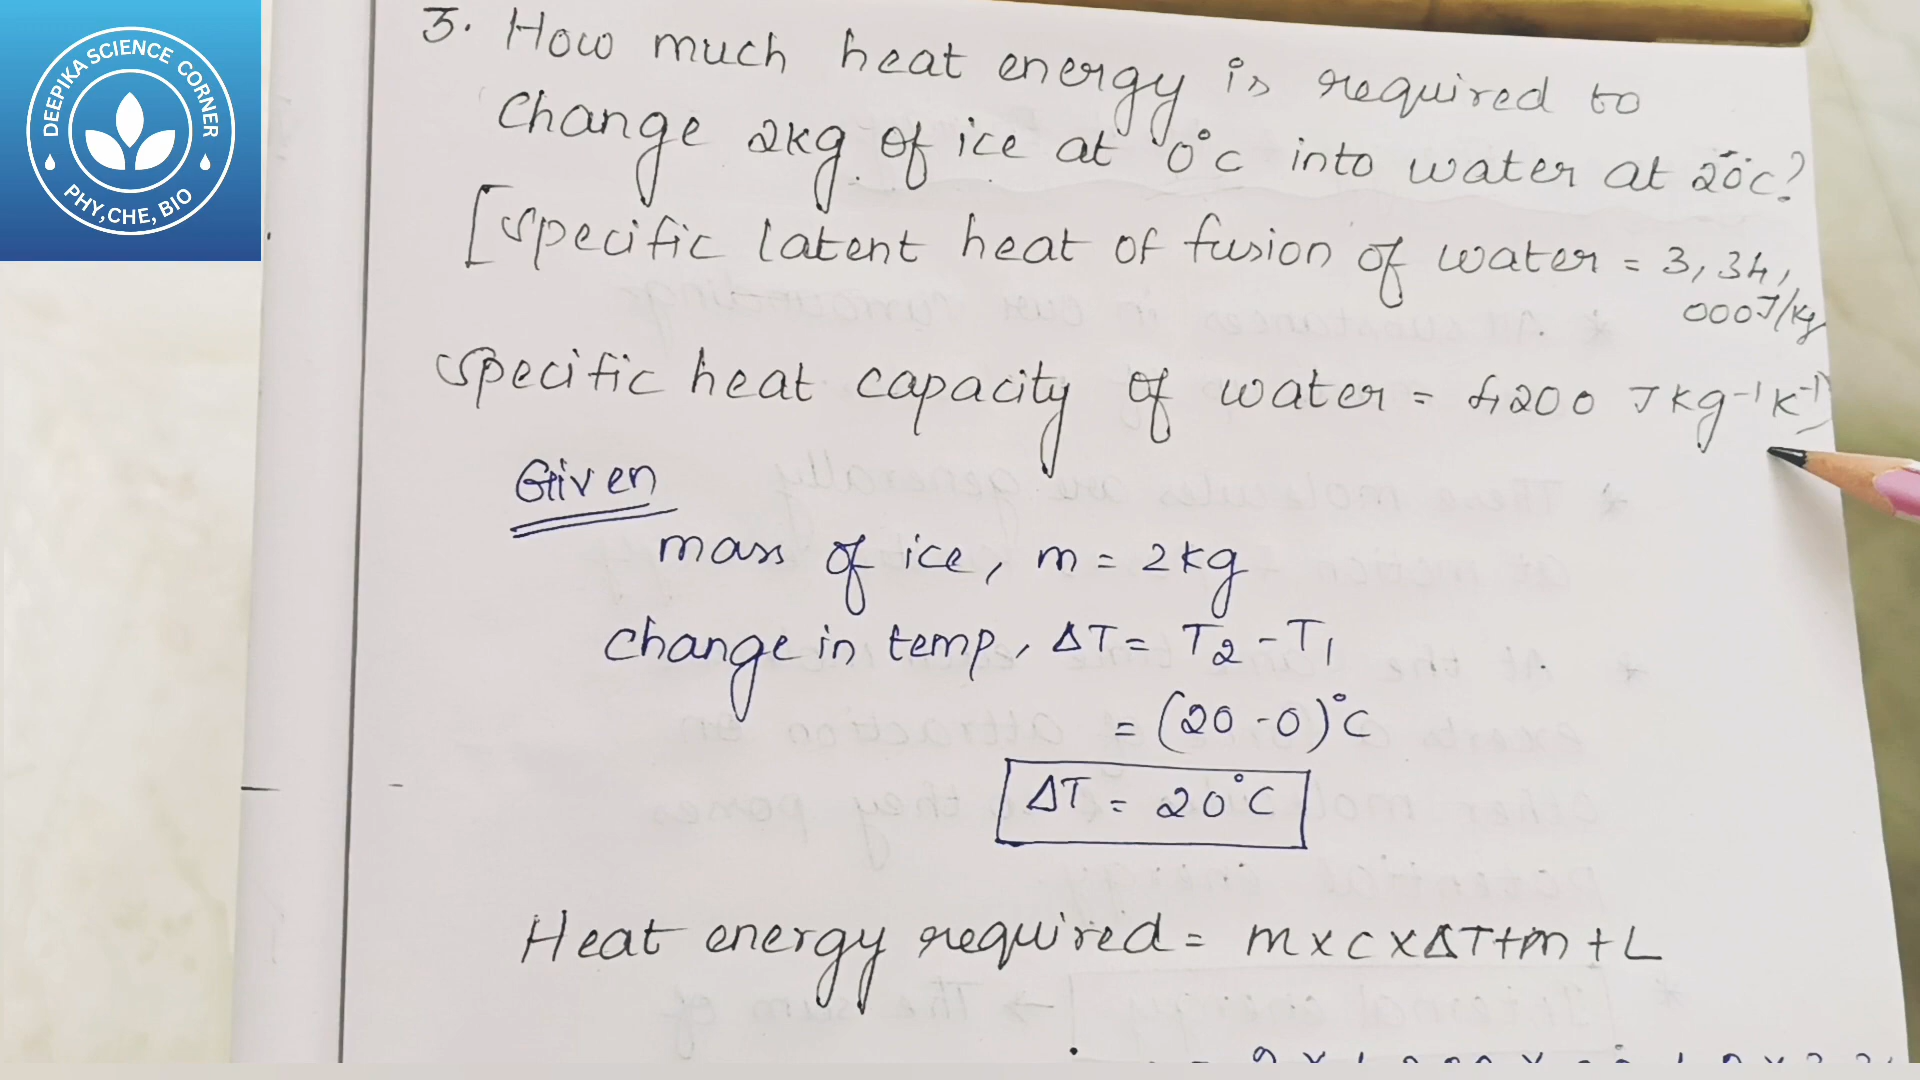 DEEPIKA SCIENCE CORNER
PHY,CHE, BIO
3. How much heat energy is required to
Change 2kg of ice at 0°c into water at 20°c?
[Specific latent heat of fusion of water = 3,34,
000J/kg
Specific heat capacity of water = 4200 J kg⁻¹ K⁻¹]
Given
mass of ice, m = 2kg
change in temp, ΔT = T₂ - T₁
= (20 - 0)°C
ΔT = 20°C
Heat energy required = m x c x ΔT + m + L